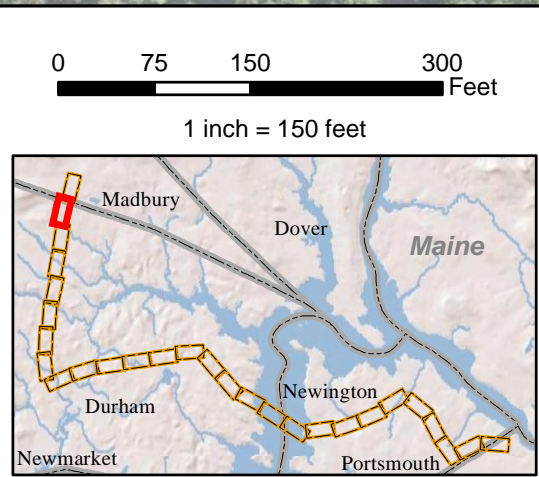 0 75 150 300
Feet
1 inch = 150 feet
Madbury
Dover
Maine
Newington
Durham
Newmarket
Portsmouth